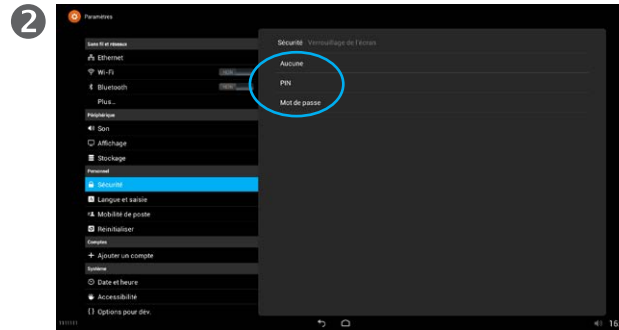 2
Paramètres
Sans fil et réseaux
Ethernet
Wi-Fi
NON
Bluetooth
NON
Plus...
Périphérique
Son
Affichage
Stockage
Personnel
Sécurité
Langue et saisie
Mobilité de poste
Réinitialiser
Comptes
Ajouter un compte
Système
Date et heure
Accessibilité
{} Options pour dév.
Sécurité Verrouillage de l'écran
Aucune
PIN
Mot de passe
16